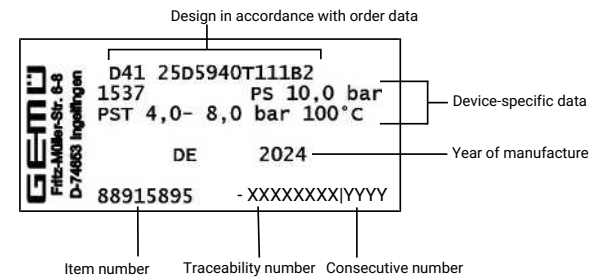 Design in accordance with order data
GEMÜ
Fritz-Müller-Str. 6-8
D-74653 Ingelfingen
D41 25D5940T111B2
1537 PS 10,0 bar
PST 4,0- 8,0 bar 100°C
Device-specific data
DE 2024
Year of manufacture
88915895 -XXXXXXXX|YYYY
Item number Traceability number Consecutive number